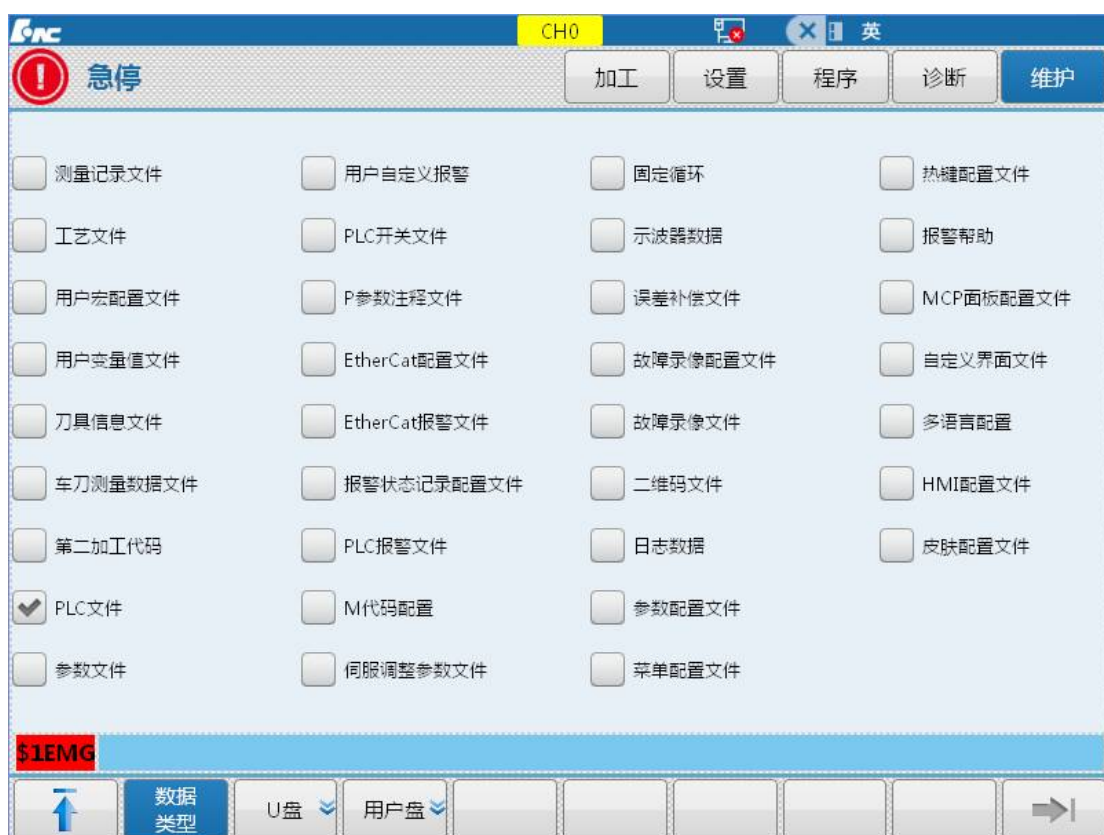 HNC
CH0
英
急停
加工 设置 程序 诊断 维护
测量记录文件 用户自定义报警 固定循环 热键配置文件
工艺文件 PLC开关文件 示波器数据 报警帮助
用户宏配置文件 P参数注释文件 误差补偿文件 MCP面板配置文件
用户变量值文件 EtherCat配置文件 故障录像配置文件 自定义界面文件
刀具信息文件 EtherCat报警文件 故障录像文件 多语言配置
车刀测量数据文件 报警状态记录配置文件 二维码文件 HMI配置文件
第二加工代码 PLC报警文件 日志数据 皮肤配置文件
PLC文件 M代码配置 参数配置文件
参数文件 伺服调整参数文件 菜单配置文件
$1EMG
数据
类型
U盘 用户盘